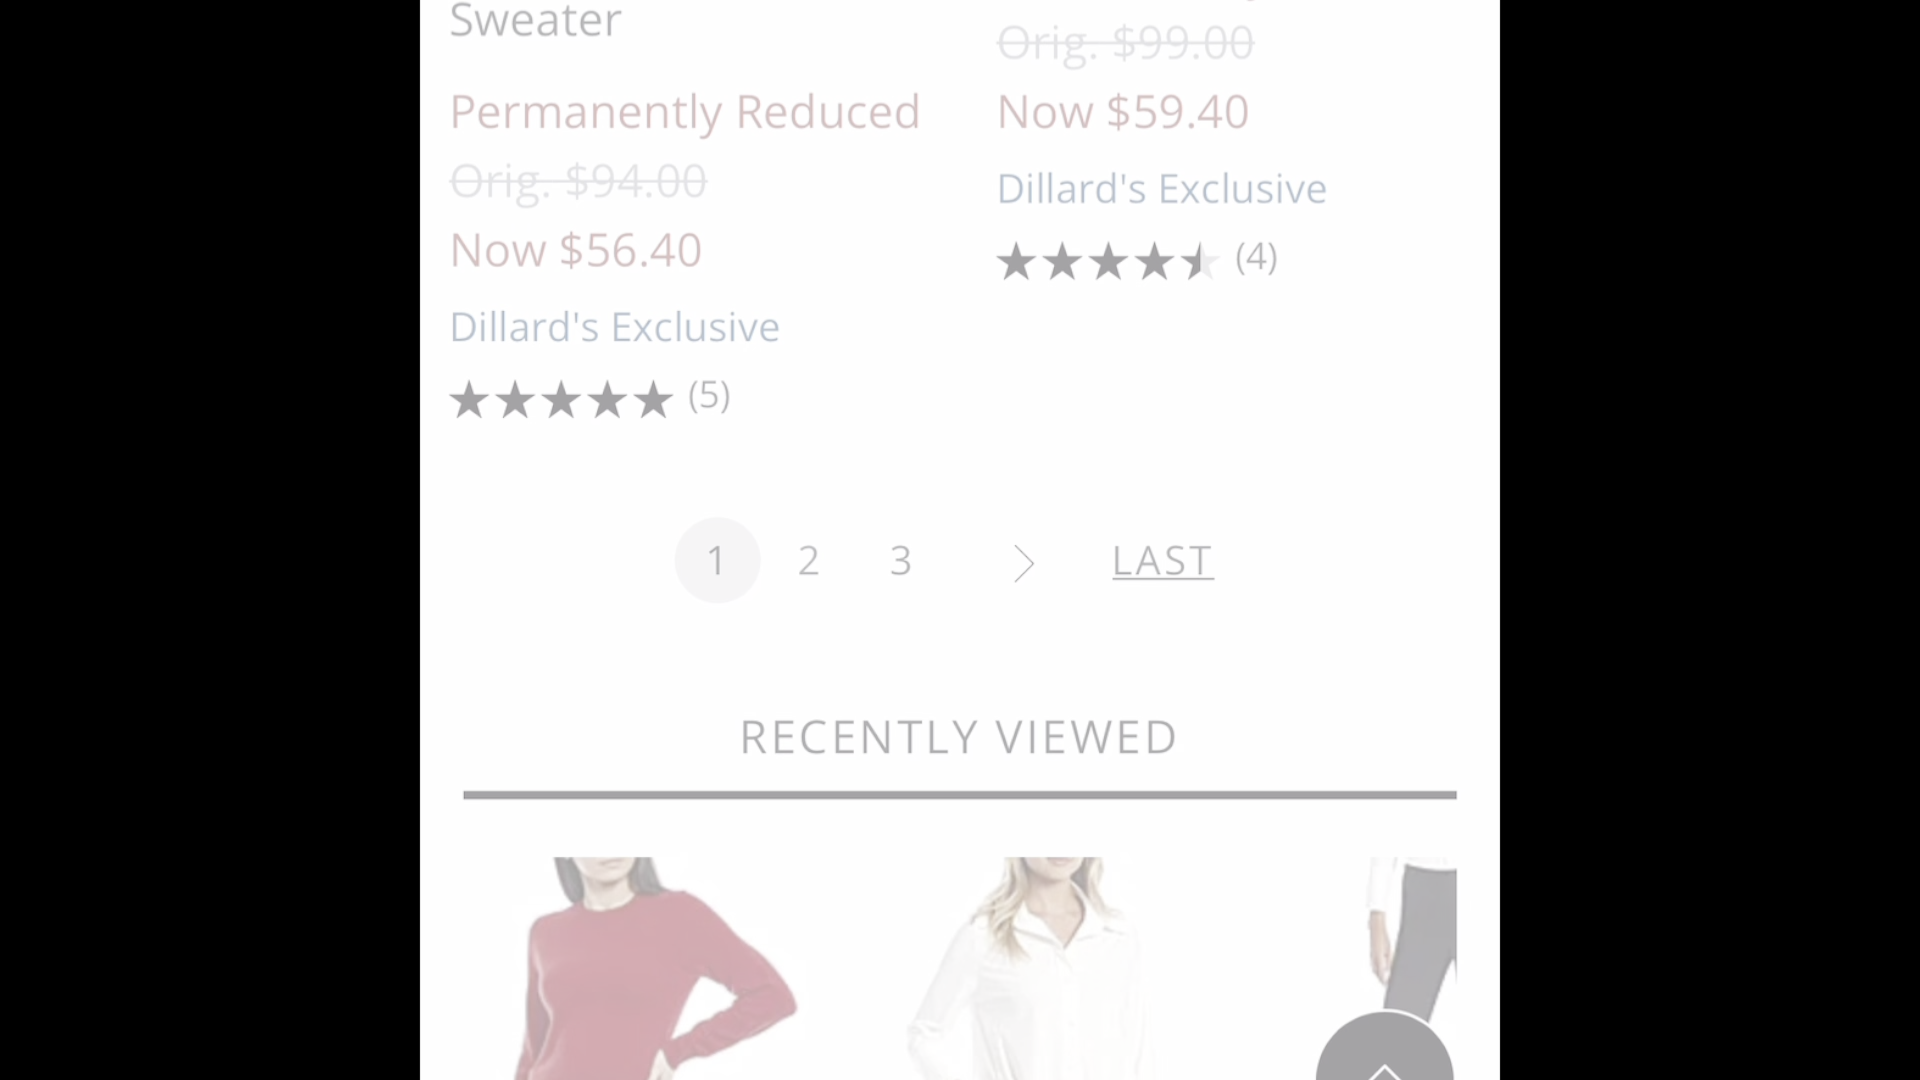 Sweater
Permanently Reduced
Orig. $94.00
Now $56.40
Dillard's Exclusive
(5)
Orig. $99.00
Now $59.40
Dillard's Exclusive
(4)
1 2 3 LAST
RECENTLY VIEWED